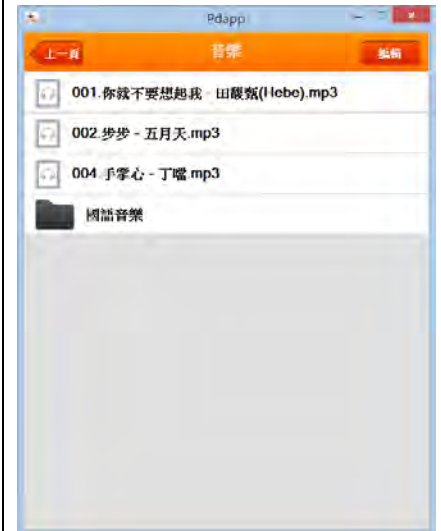 Pdapp
上一頁 音樂 編輯
001.你就不要想起我 - 田馥甄(Hebe).mp3
002.步步 - 五月天.mp3
004.手掌心 - 丁噹.mp3
國語音樂